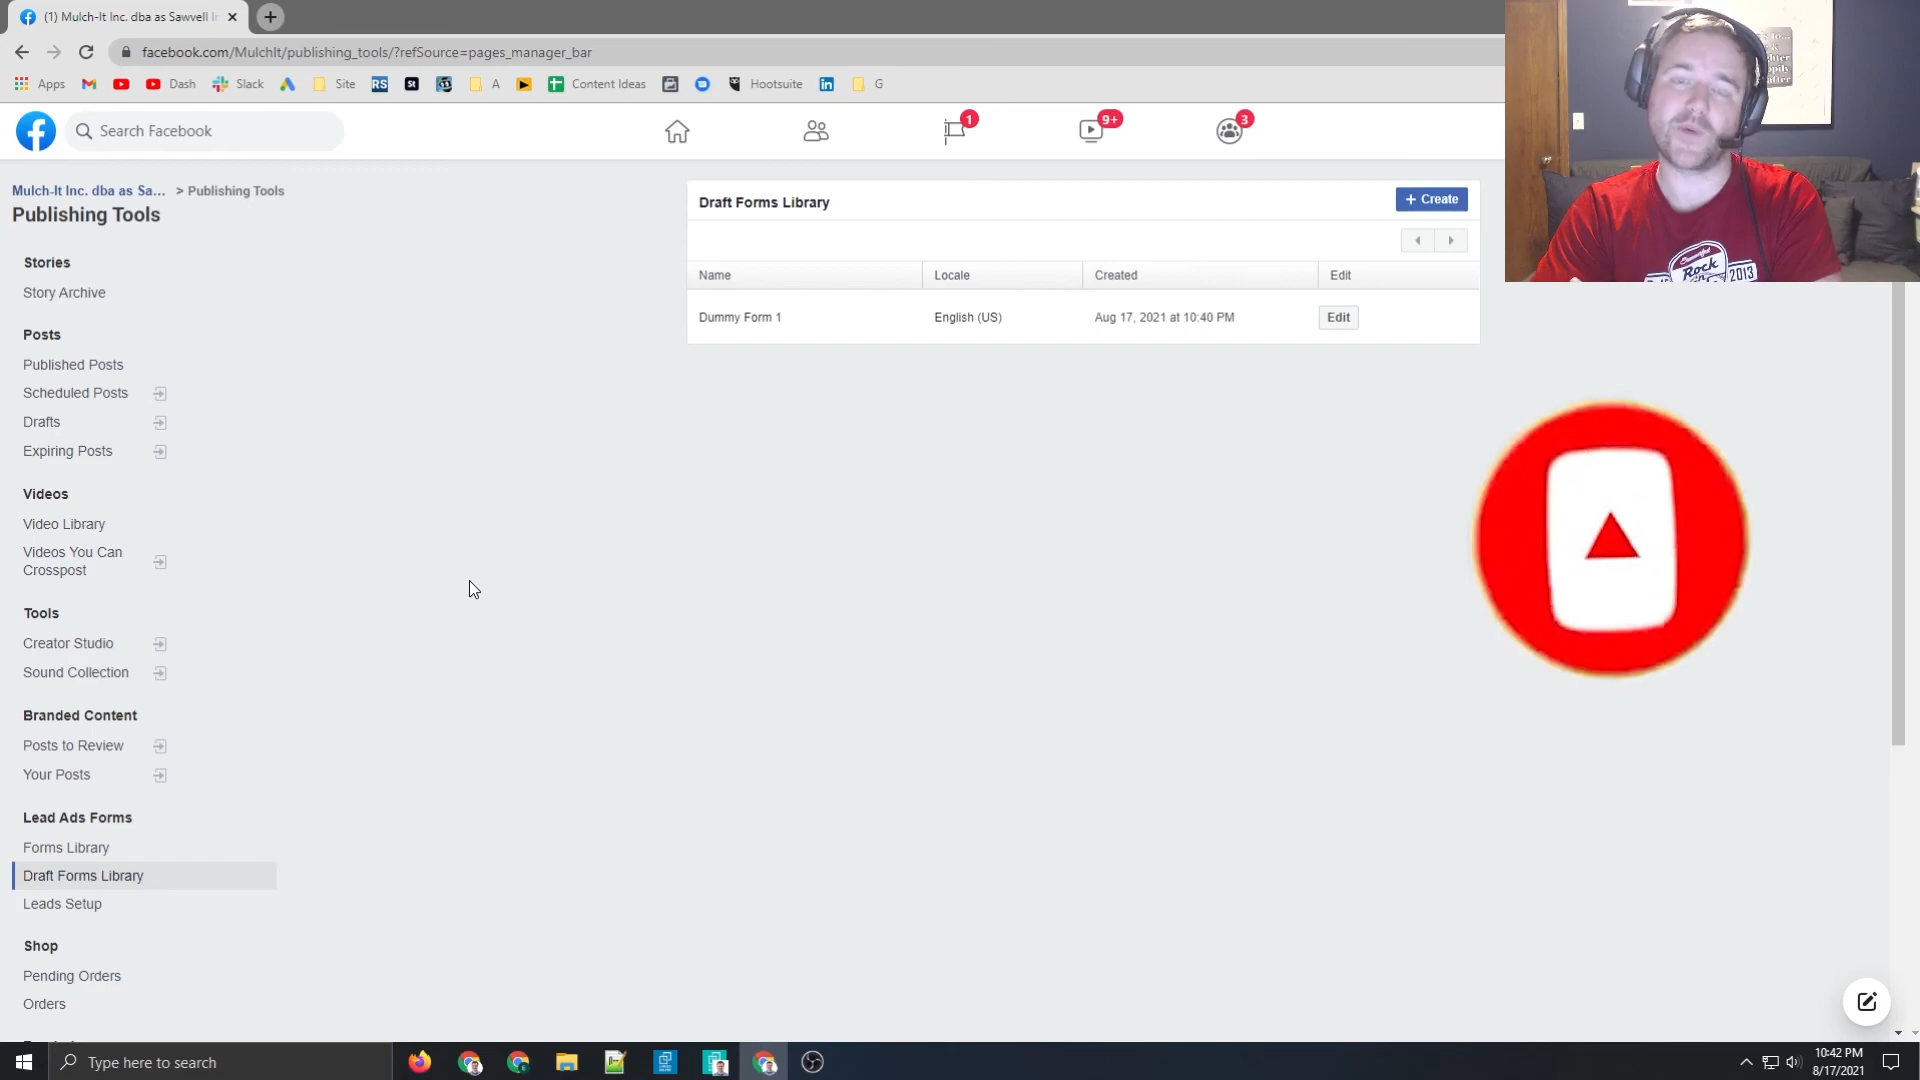 (1) Mulch-It Inc. dba as Sawvell In
facebook.com/MulchIt/publishing_tools/?refSource=pages_manager_bar
Apps Dash Slack Site RS St A Content Ideas Hootsuite in G
Search Facebook
1
9+
3
Mulch-It Inc. dba as Sa... > Publishing Tools
Publishing Tools
Stories
Story Archive
Posts
Published Posts
Scheduled Posts
Drafts
Expiring Posts
Videos
Video Library
Videos You Can
Crosspost
Tools
Creator Studio
Sound Collection
Branded Content
Posts to Review
Your Posts
Lead Ads Forms
Forms Library
Draft Forms Library
Leads Setup
Shop
Pending Orders
Orders
Draft Forms Library
+ Create
Name Locale Created Edit
Dummy Form 1 English (US) Aug 17, 2021 at 10:40 PM Edit
Rock
2013
Type here to search
10:42 PM
8/17/2021